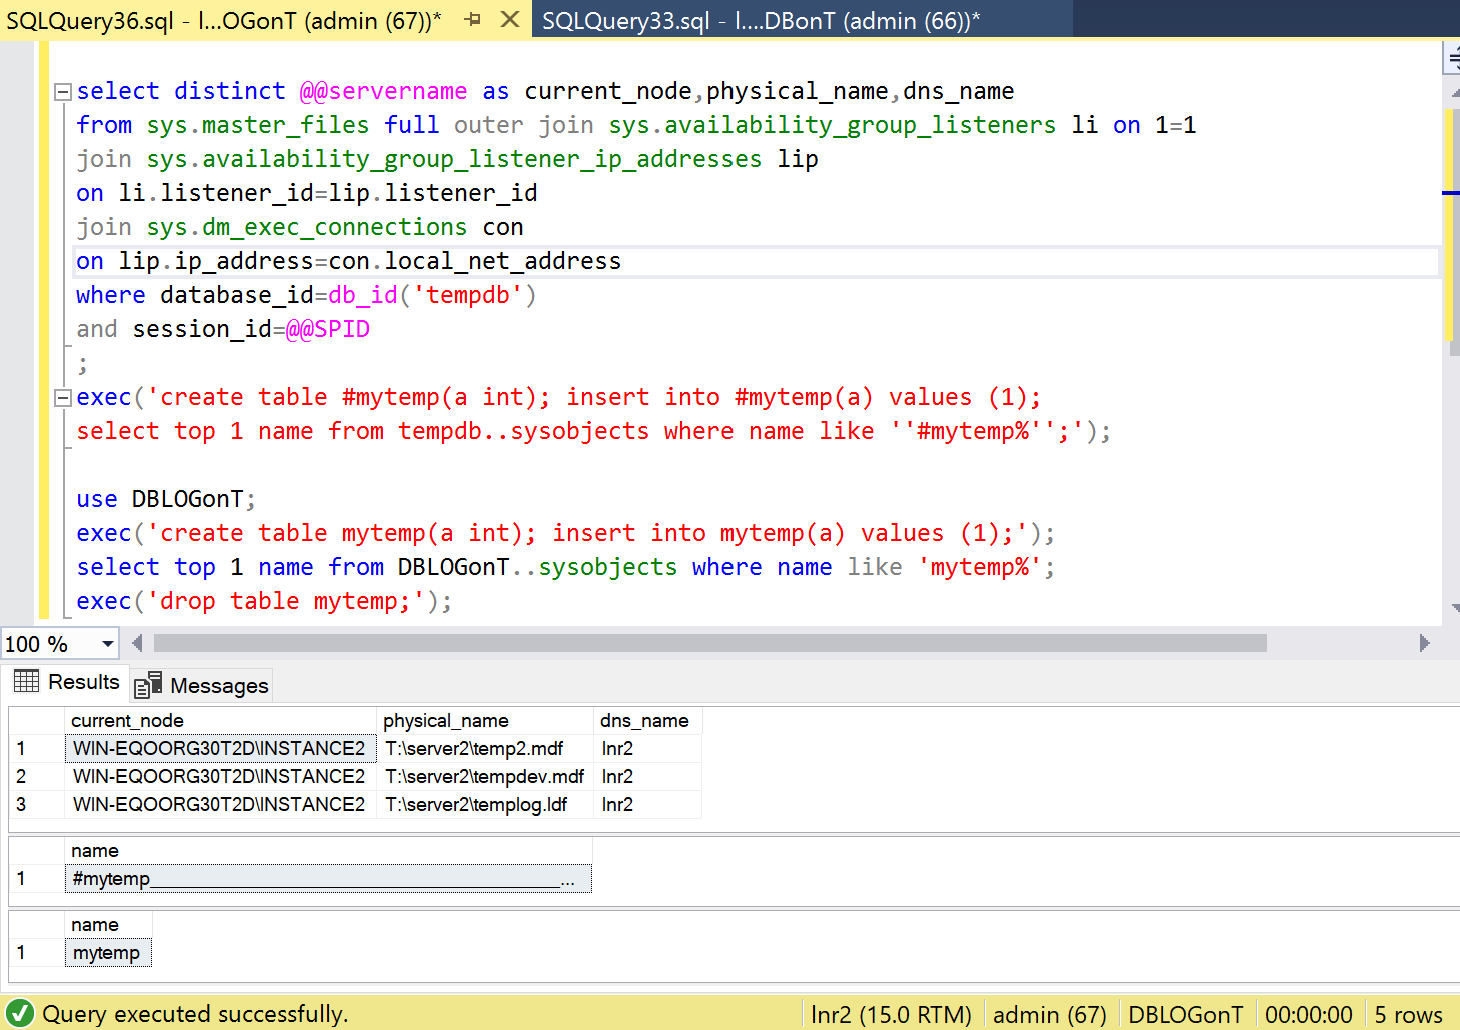 SQLQuery36.sql - l...OGonT (admin (67))*
SQLQuery33.sql - l....DBonT (admin (66))*
select distinct @@servername as current_node,physical_name,dns_name
from sys.master_files full outer join sys.availability_group_listeners li on 1=1
join sys.availability_group_listener_ip_addresses lip
on li.listener_id=lip.listener_id
join sys.dm_exec_connections con
on lip.ip_address=con.local_net_address
where database_id=db_id('tempdb')
and session_id=@@SPID
;
exec('create table #mytemp(a int); insert into #mytemp(a) values (1);
select top 1 name from tempdb..sysobjects where name like ''#mytemp%'';');
use DBLOGonT;
exec('create table mytemp(a int); insert into mytemp(a) values (1);');
select top 1 name from DBLOGonT..sysobjects where name like 'mytemp%';
exec('drop table mytemp;');
100 %
Results
Messages
current_node physical_name dns_name
1 WIN-EQOORG30T2D\INSTANCE2 T:\server2\temp2.mdf lnr2
2 WIN-EQOORG30T2D\INSTANCE2 T:\server2\tempdev.mdf lnr2
3 WIN-EQOORG30T2D\INSTANCE2 T:\server2\templog.ldf lnr2
name
1 #mytemp_________________________________________...
name
1 mytemp
Query executed successfully.
lnr2 (15.0 RTM)
admin (67)
DBLOGonT
00:00:00
5 rows